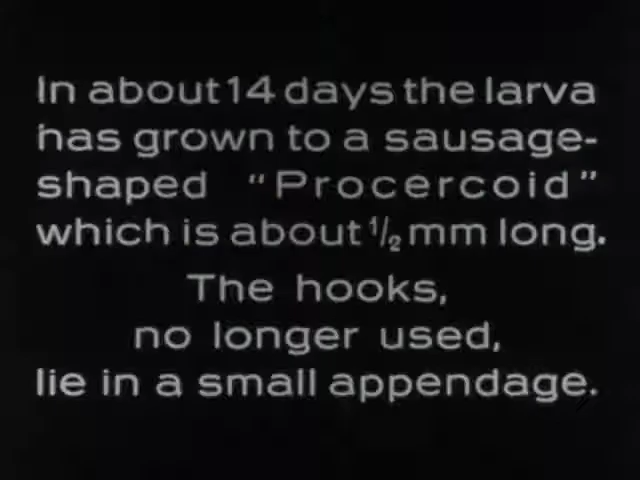 In about 14 days the larva
has grown to a sausage-
shaped "Procercoid"
which is about 1/2 mm long.
The hooks,
no longer used,
lie in a small appendage.